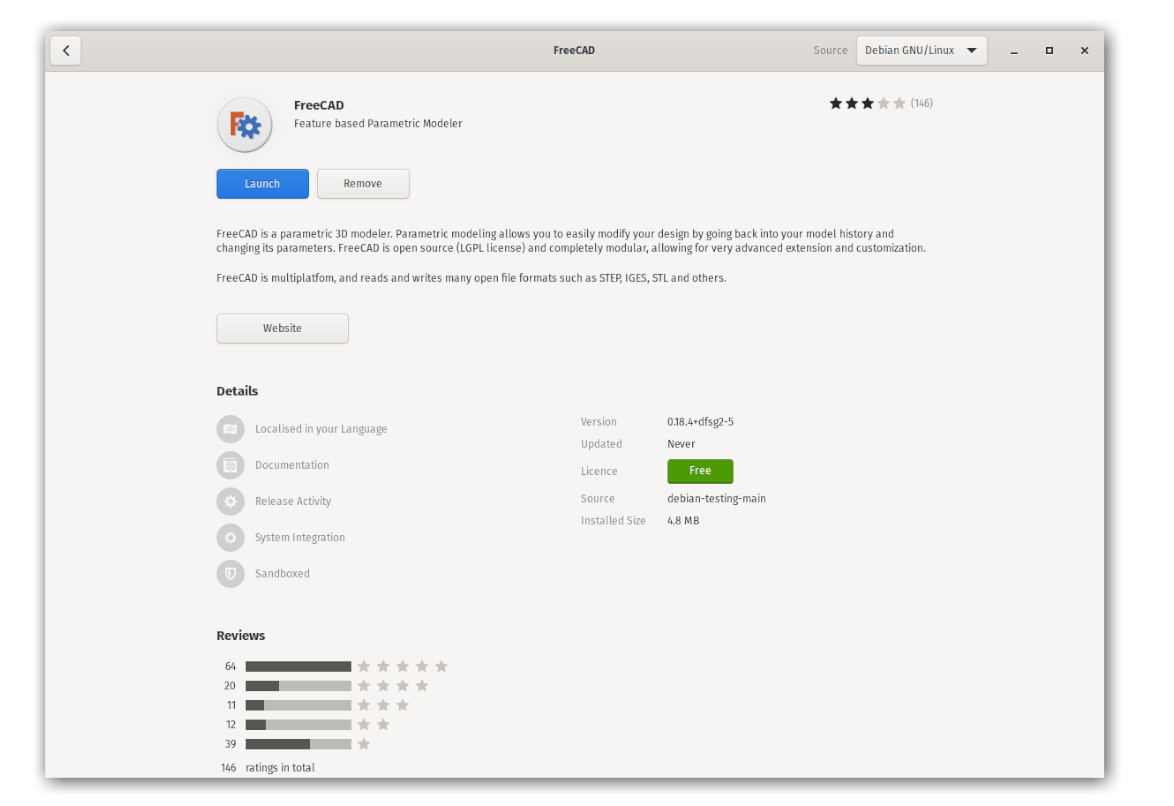 FreeCAD
Source Debian GNU/Linux
FreeCAD
Feature based Parametric Modeler
(146)
Launch
Remove
FreeCAD is a parametric 3D modeler. Parametric modeling allows you to easily modify your design by going back into your model history and
changing its parameters. FreeCAD is open source (LGPL license) and completely modular, allowing for very advanced extension and customization.
FreeCAD is multiplatfom, and reads and writes many open file formats such as STEP, IGES, STL and others.
Website
Details
Localised in your Language
Documentation
Release Activity
System Integration
Sandboxed
Version 0.18.4+dfsg2-5
Updated Never
Licence Free
Source debian-testing-main
Installed Size 4.8 MB
Reviews
64
20
11
12
39
146 ratings in total